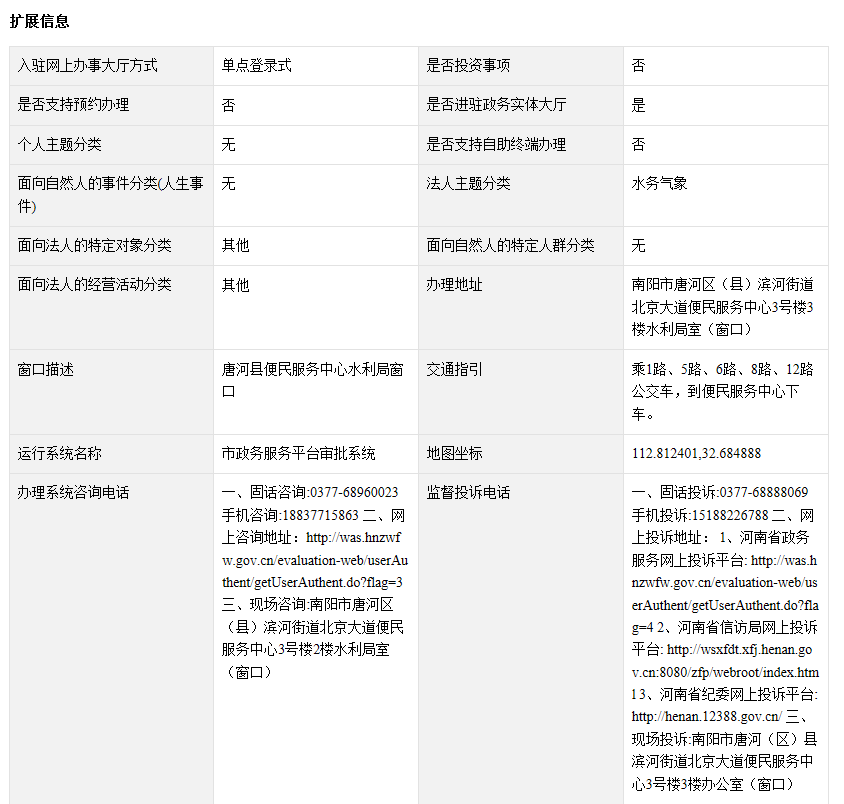 扩展信息
入驻网上办事大厅方式
单点登录式
是否投资事项
否
是否支持预约办理
否
是否进驻政务实体大厅
是
个人主题分类
无
是否支持自助终端办理
否
面向自然人的事件分类(人生事
件)
无
法人主题分类
水务气象
面向法人的特定对象分类
其他
面向自然人的特定人群分类
无
面向法人的经营活动分类
其他
办理地址
南阳市唐河区（县）滨河街道
北京大道便民服务中心3号楼3
楼水利局室（窗口）
窗口描述
唐河县便民服务中心水利局窗
口
交通指引
乘1路、5路、6路、8路、12路
公交车，到便民服务中心下
车。
运行系统名称
市政务服务平台审批系统
地图坐标
112.812401,32.684888
办理系统咨询电话
一、固话咨询:0377-68960023
手机咨询:18837715863 二、网
上咨询地址：http://was.hnzwf
w.gov.cn/evaluation-web/userAu
thent/getUserAuthent.do?flag=3
三、现场咨询:南阳市唐河区
（县）滨河街道北京大道便民
服务中心3号楼2楼水利局室
（窗口）
监督投诉电话
一、固话投诉:0377-68888069
手机投诉:15188226788 二、网
上投诉地址： 1、河南省政务
服务网上投诉平台: http://was.h
nzwfw.gov.cn/evaluation-web/us
erAuthent/getUserAuthent.do?fla
g=4 2、河南省信访局网上投诉
平台: http://wsxfdt.xfj.henan.go
v.cn:8080/zfp/webroot/index.htm
l 3、河南省纪委网上投诉平台:
http://henan.12388.gov.cn/ 三、
现场投诉:南阳市唐河（区）县
滨河街道北京大道便民服务中
心3号楼3楼办公室（窗口）